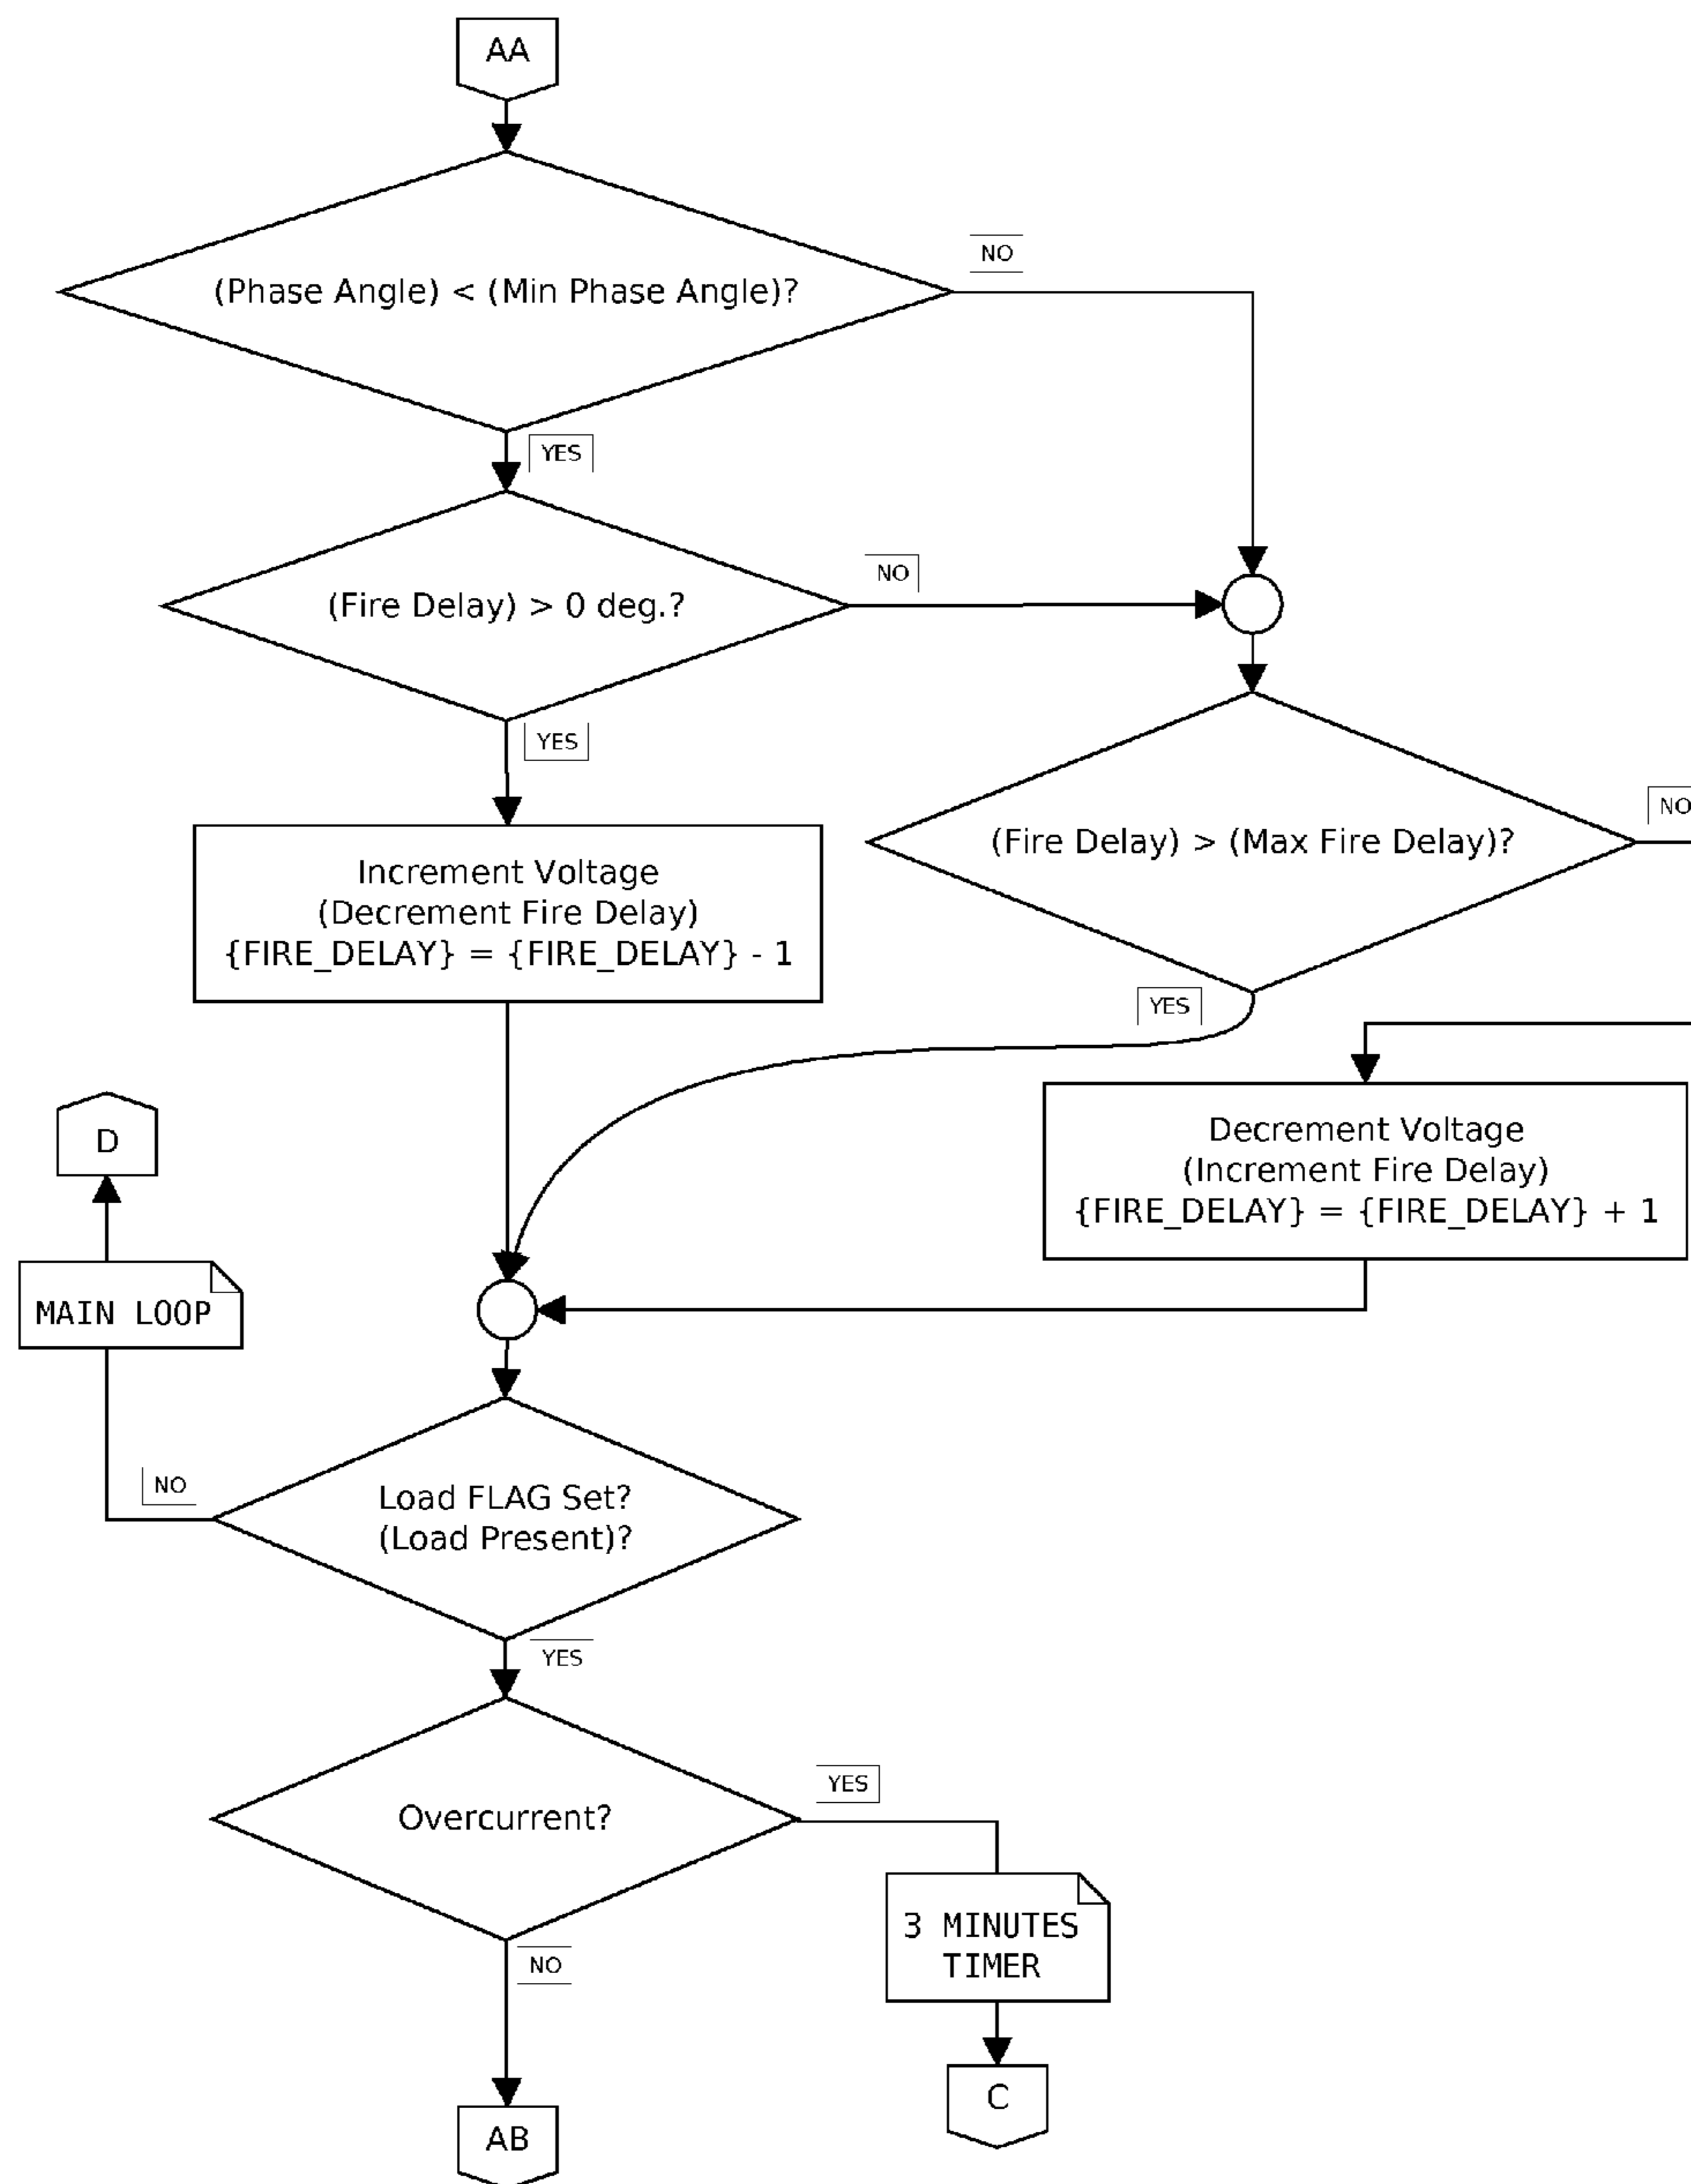 AA
(Phase Angle) < (Min Phase Angle)?
NO
YES
(Fire Delay) > 0 deg.?
NO
YES
(Fire Delay) > (Max Fire Delay)?
NO
YES
Increment Voltage
(Decrement Fire Delay)
{FIRE_DELAY} = {FIRE_DELAY} - 1
Decrement Voltage
(Increment Fire Delay)
{FIRE_DELAY} = {FIRE_DELAY} + 1
D
MAIN LOOP
NO
Load FLAG Set?
(Load Present)?
YES
Overcurrent?
YES
NO
3 MINUTES
TIMER
C
AB